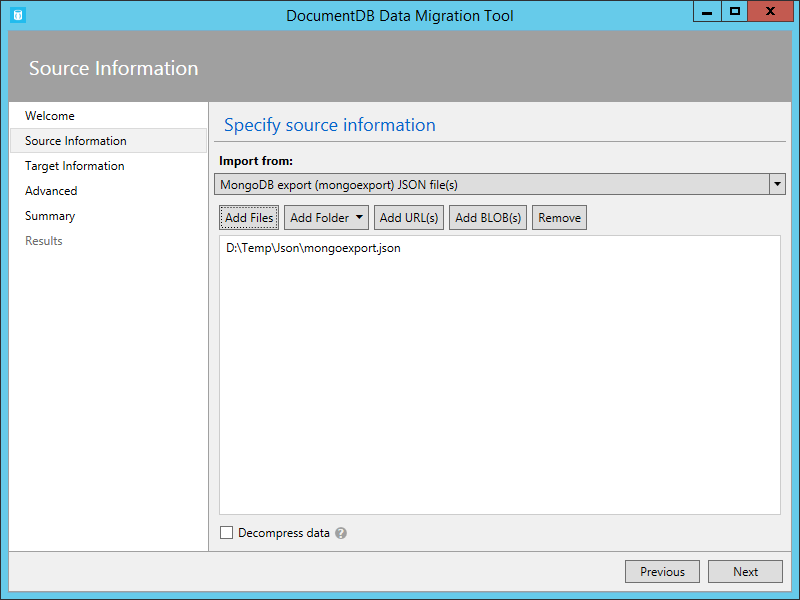 DocumentDB Data Migration Tool
Source Information
Welcome
Source Information
Target Information
Advanced
Summary
Results
Specify source information
Import from:
MongoDB export (mongoexport) JSON file(s)
Add Files Add Folder Add URL(s) Add BLOB(s) Remove
D:\Temp\Json\mongoexport.json
Decompress data ?
Previous Next